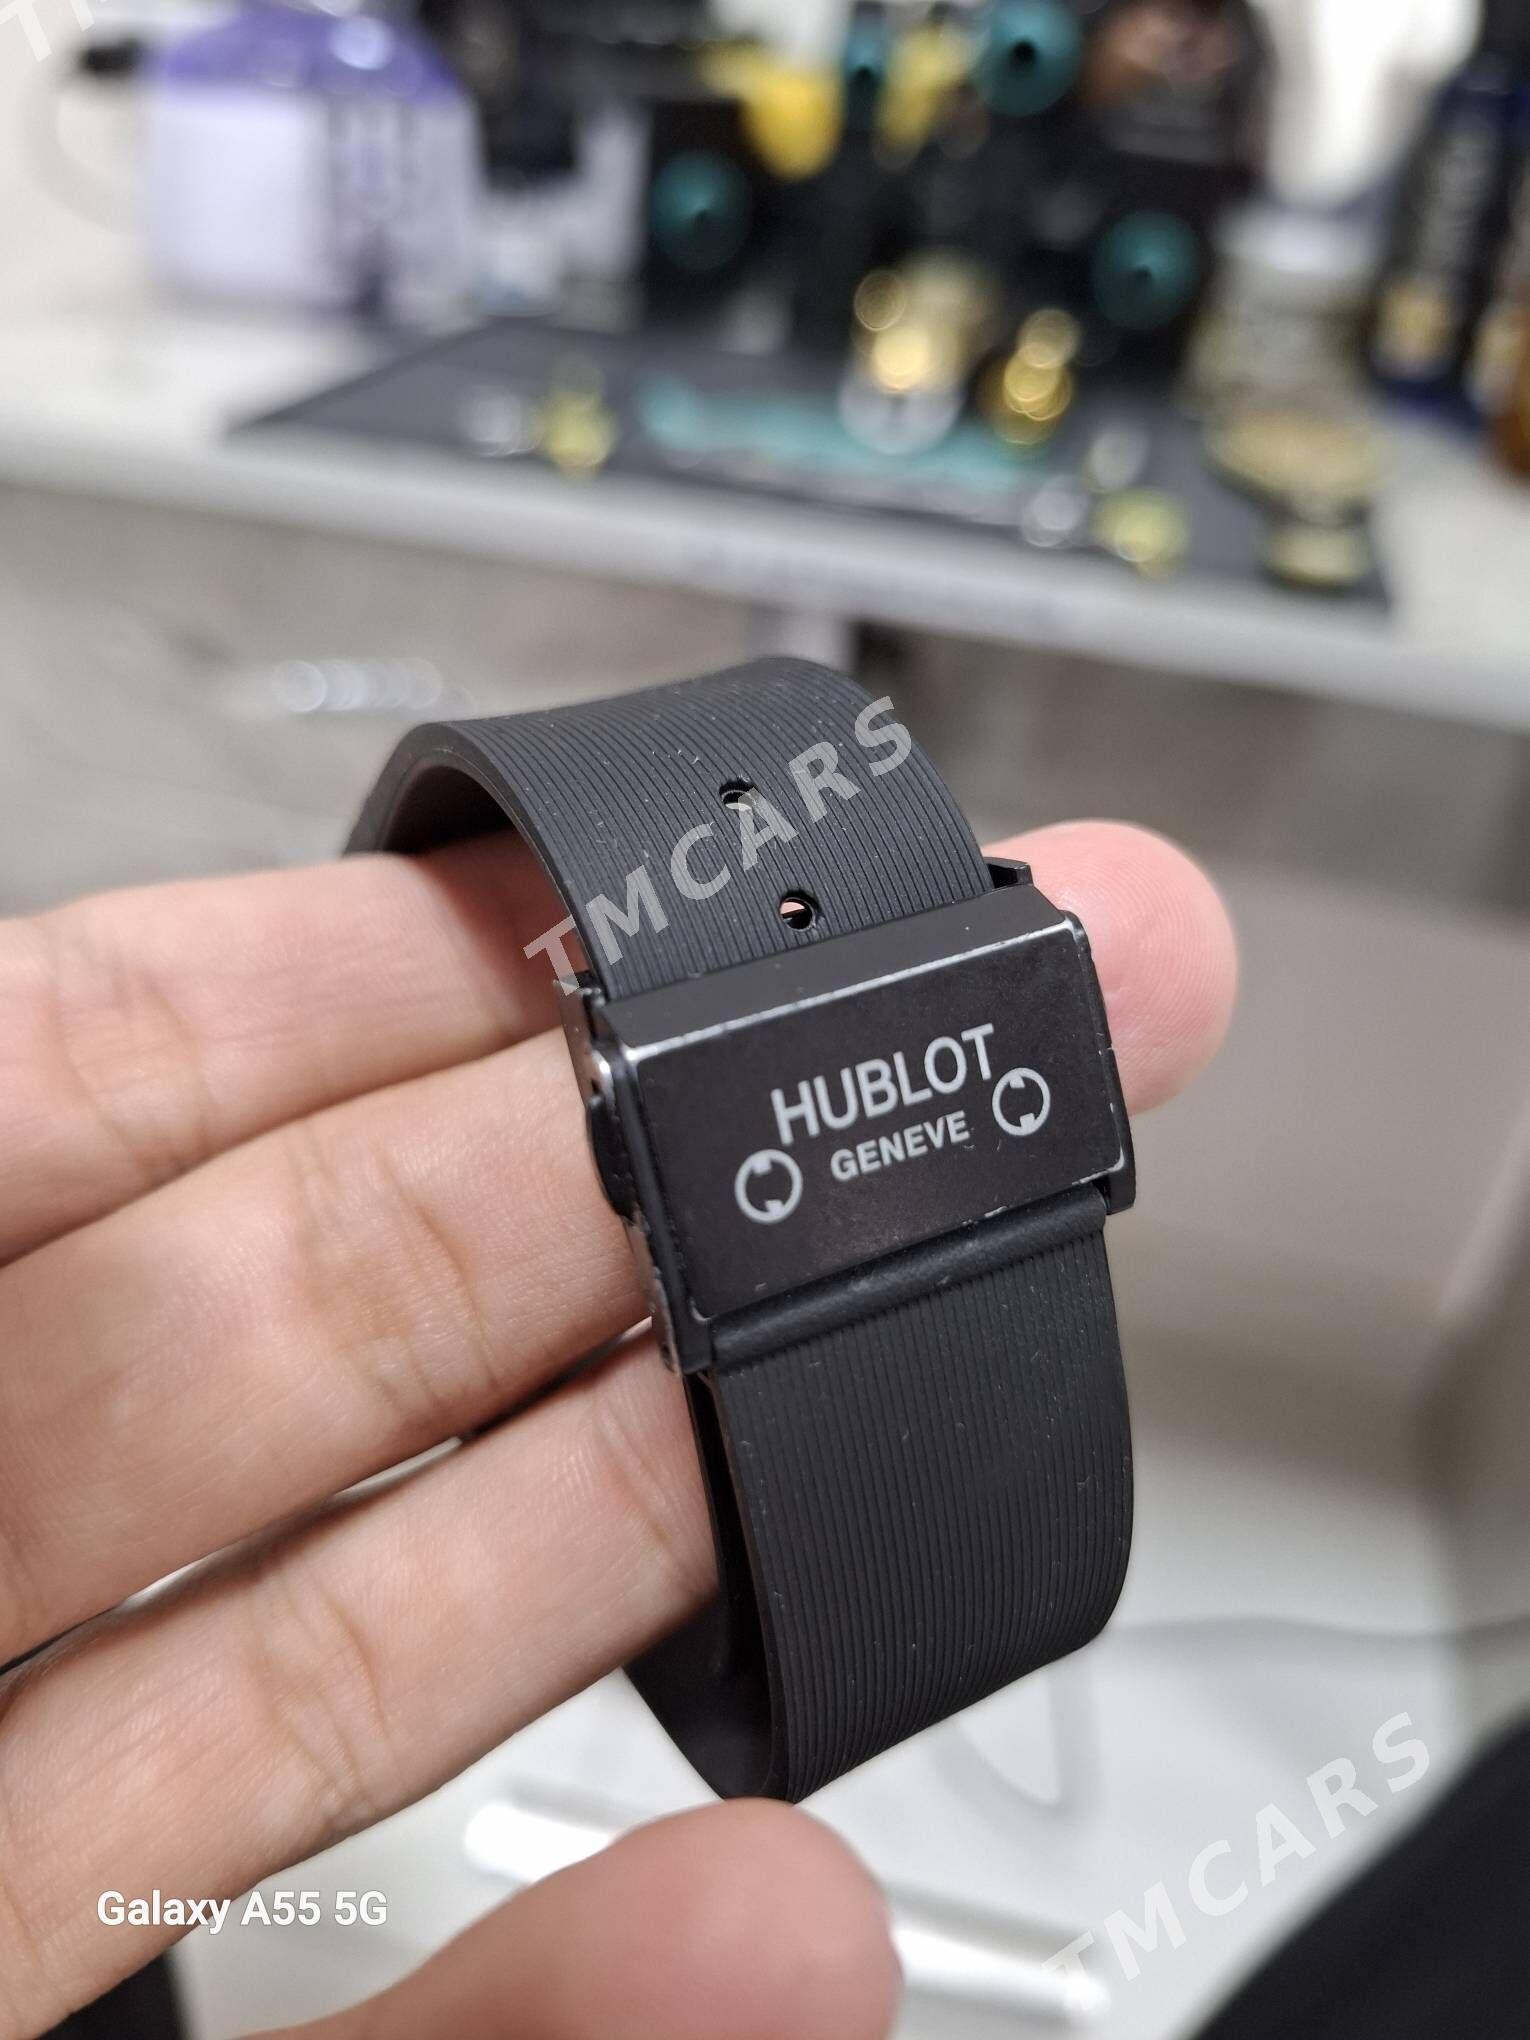 TMCARS
HUBLOT
GENEVE
TMCARS
Galaxy A55 5G